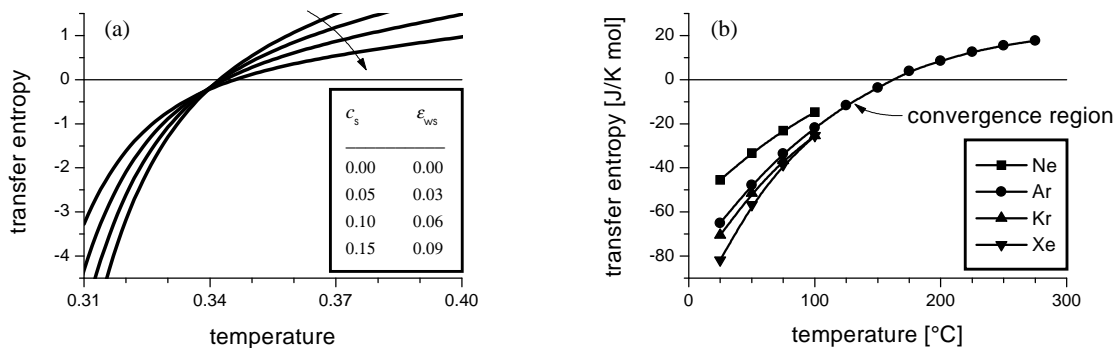 (a)
1
0
-1
-2
-3
-4
transfer entropy
0.31
0.34
0.37
0.40
temperature
cs εws
0.00 0.00
0.05 0.03
0.10 0.06
0.15 0.09
(b)
20
0
-20
-40
-60
-80
transfer entropy [J/K mol]
0
100
200
300
temperature [°C]
convergence region
Ne
Ar
Kr
Xe